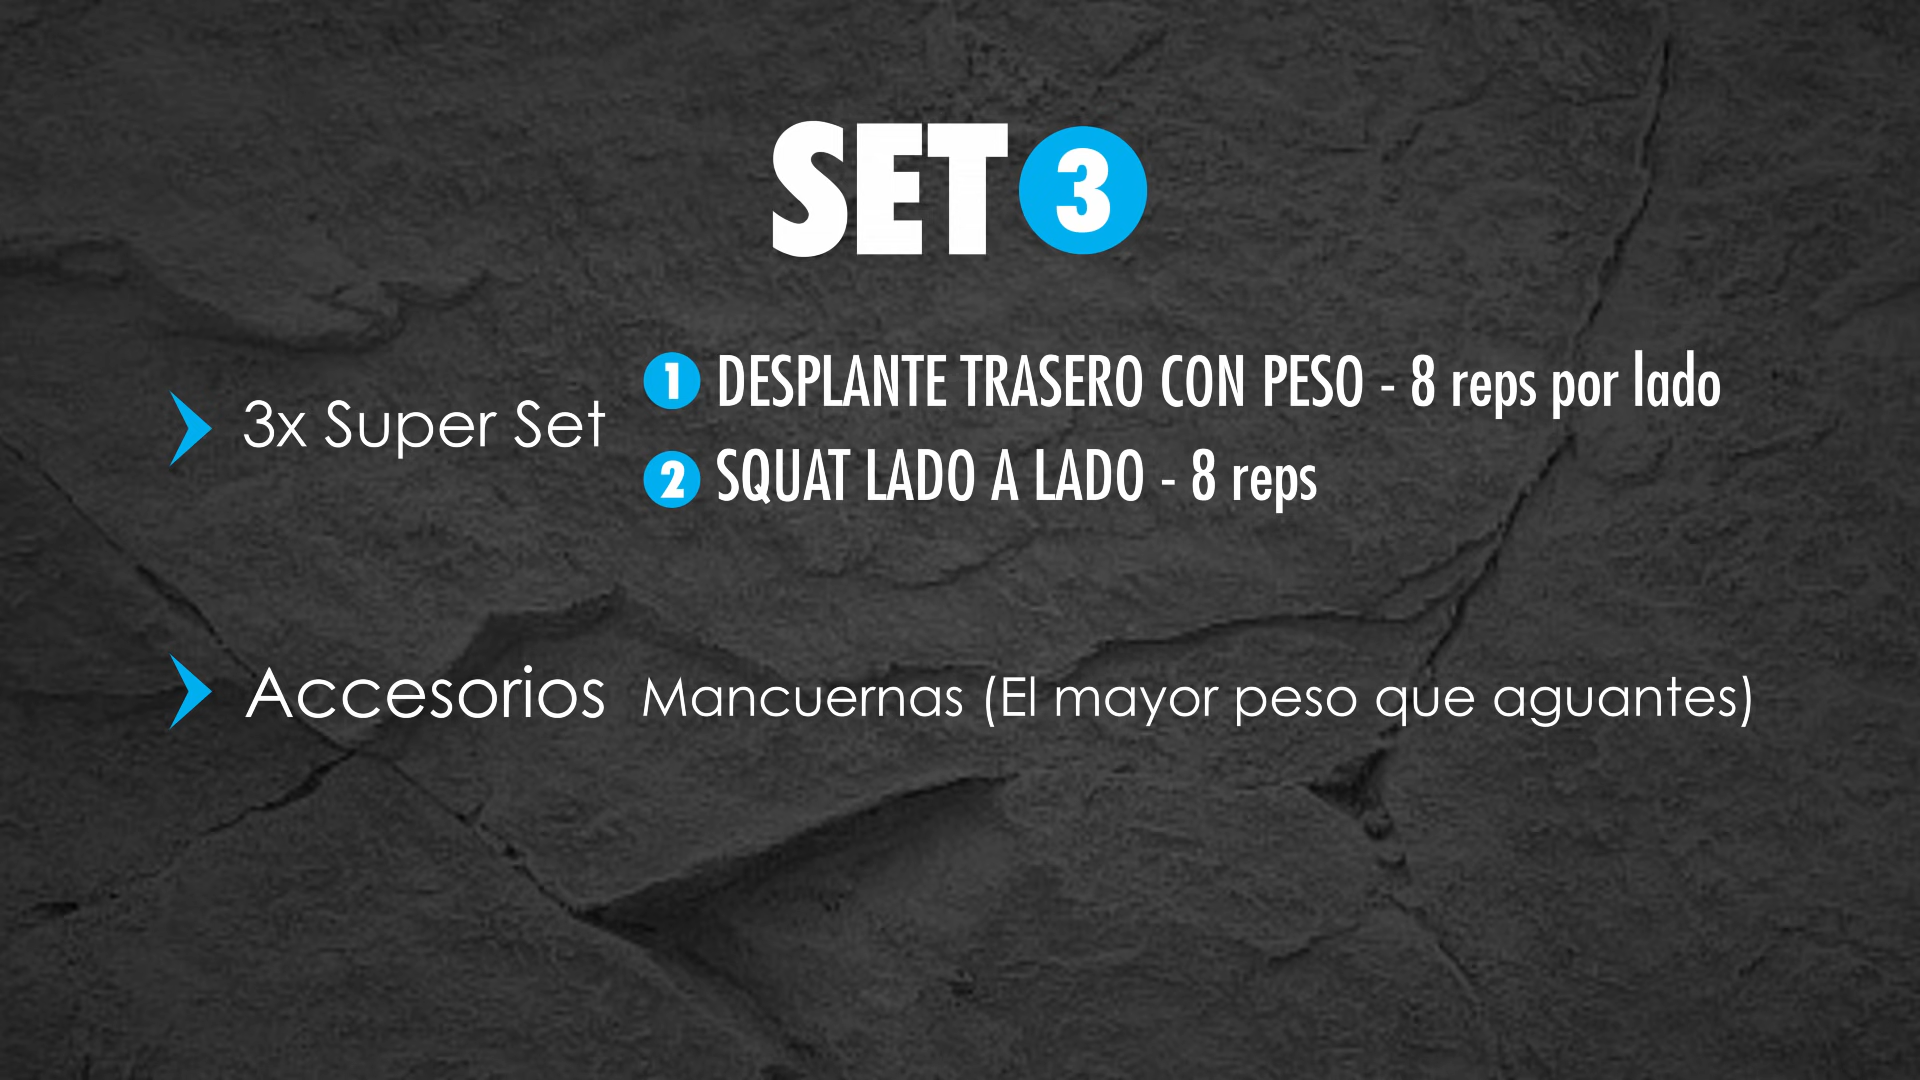 SET 3
3x Super Set
1 DESPLANTE TRASERO CON PESO - 8 reps por lado
2 SQUAT LADO A LADO - 8 reps
Accesorios Mancuernas (El mayor peso que aguantes)